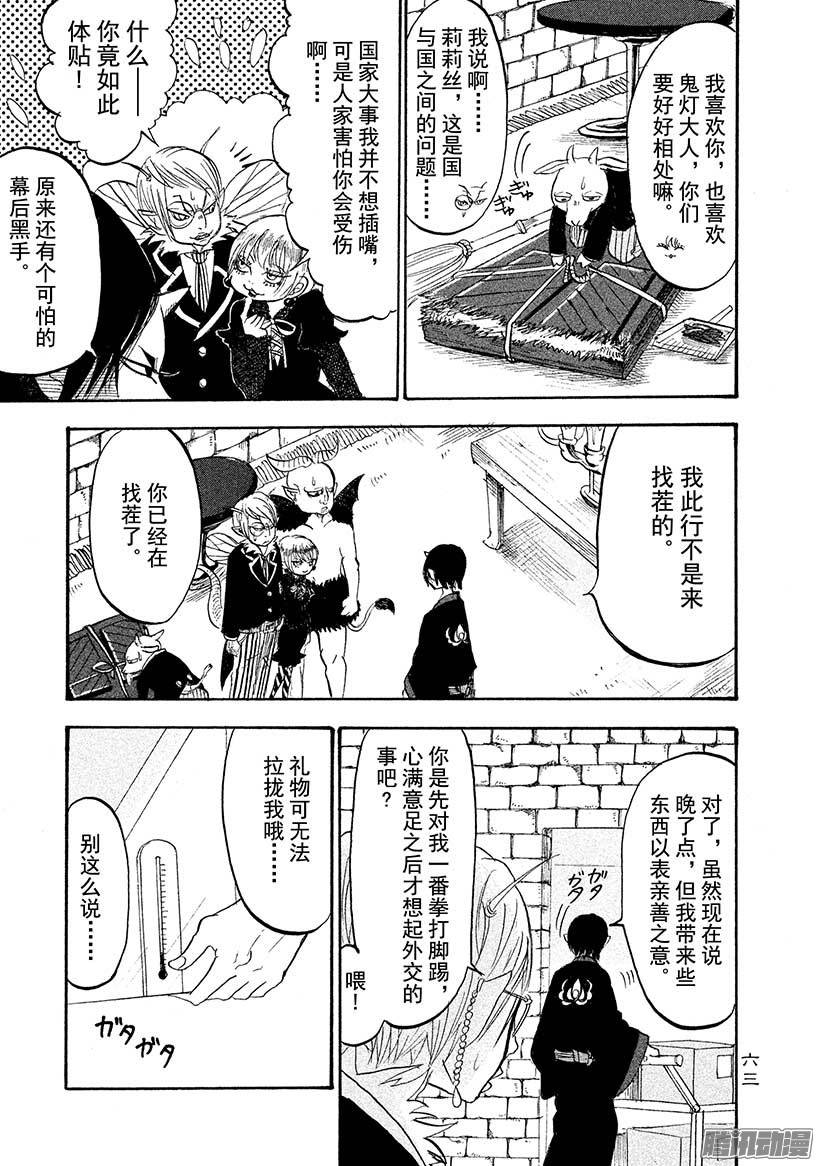 我喜欢你，也喜欢
鬼灯大人，你们
要好好相处嘛。
我说啊……
莉莉丝，这是国
与国之间的问题……
ぎゅ
ぎゅ
国家大事我并不想插嘴，
可是人家害怕你会受伤
啊……
什么——
你竟如此
体贴！
原来还有个可怕的
幕后黑手。
我此行不是来
找茬的。
你已经在
找茬了。
对了，虽然现在说
晚了点，但我带来些
东西以表亲善之意。
ガタ
ガタ
你是先对我一番拳打脚踢，
心满意足之后才想起外交的
事吧？
喂！
礼物可无法
拉拢我哦……
别这么说……
ガタ
ガタ
六三
腾讯动漫